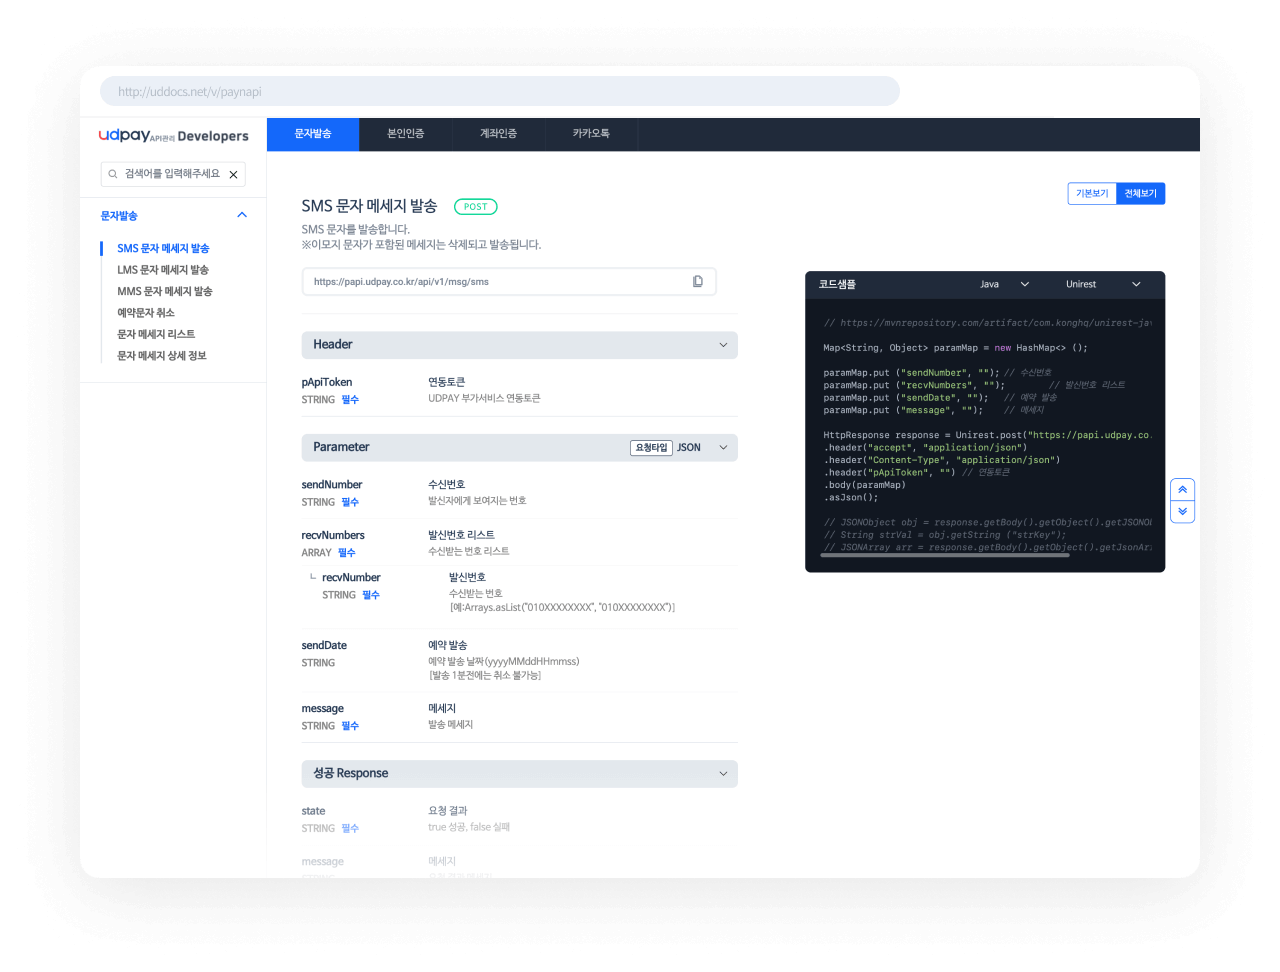 http://uddocs.net/v/paynapi
udpay API관리 Developers
문자발송 본인인증 계좌인증 카카오톡
검색어를 입력해주세요
문자발송
SMS 문자 메세지 발송
LMS 문자 메세지 발송
MMS 문자 메세지 발송
예약문자 취소
문자 메세지 리스트
문자 메세지 상세 정보
기본보기 전체보기
SMS 문자 메세지 발송 POST
SMS 문자를 발송합니다.
※이모지 문자가 포함된 메세지는 삭제되고 발송됩니다.
https://papi.udpay.co.kr/api/v1/msg/sms
Header
pApiToken 연동토큰
STRING 필수 UDPAY 부가서비스 연동토큰
Parameter 요청타입 JSON
sendNumber 수신번호
STRING 필수 발신자에게 보여지는 번호
recvNumbers 발신번호 리스트
ARRAY 필수 수신받는 번호 리스트
recvNumber 발신번호
STRING 필수 수신받는 번호
[예:Arrays.asList("010XXXXXXXX", "010XXXXXXXX")]
sendDate 예약 발송
STRING 예약 발송 날짜(yyyyMMddHHmmss)
[발송 1분전에는 취소 불가능]
message 메세지
STRING 필수 발송 메세지
성공 Response
state 요청 결과
STRING 필수 true 성공, false 실패
message 메세지
코드샘플 Java Unirest
// https://mvnrepository.com/artifact/com.konghq/unirest-jav
Map<String, Object> paramMap = new HashMap<> ();
paramMap.put ("sendNumber", ""); // 수신번호
paramMap.put ("recvNumbers", ""); // 발신번호 리스트
paramMap.put ("sendDate", ""); // 예약 발송
paramMap.put ("message", ""); // 메세지
HttpResponse response = Unirest.post("https://papi.udpay.co.
.header("accept", "application/json")
.header("Content-Type", "application/json")
.header("pApiToken", "") // 연동토큰
.body(paramMap)
.asJson();
// JSONObject obj = response.getBody().getObject().getJSONOb
// String strVal = obj.getString ("strKey");
// JSONArray arr = response.getBody().getObject().getJsonArr